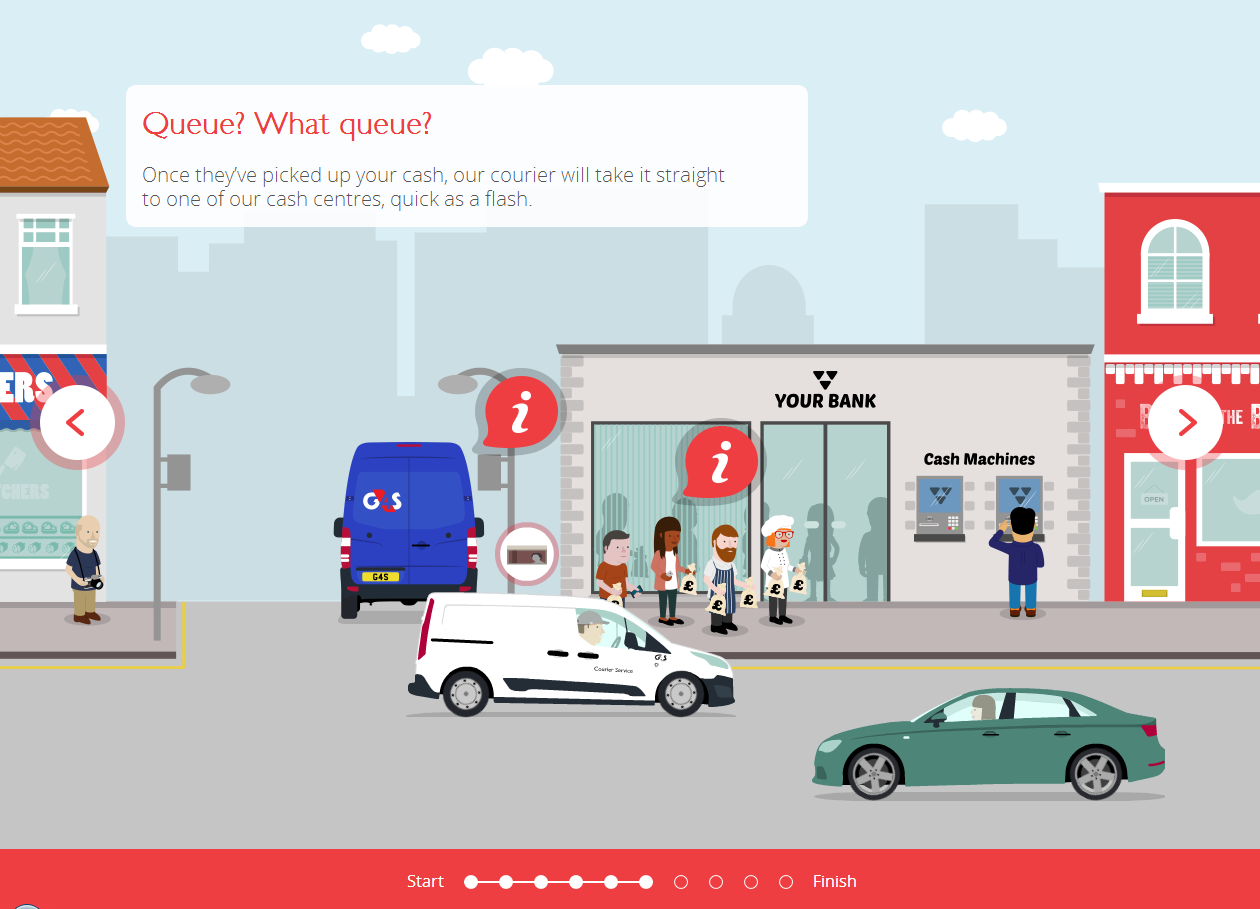 Queue? What queue?
Once they’ve picked up your cash, our courier will take it straight
to one of our cash centres, quick as a flash.
ERS
TCHERS
G4S
G4S
YOUR BANK
Cash Machines
THE
OPEN
i
i
£
£
£
£
G4S
Courier Service
Start
Finish